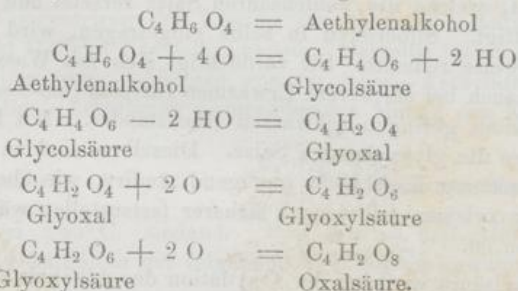 C₄ H₆ O₄ = Aethylenalkohol
C₄ H₆ O₄ + 4 O = C₄ H₄ O₆ + 2 HO
Aethylenalkohol Glycolsäure
C₄ H₄ O₆ — 2 HO = C₄ H₂ O₄
Glycolsäure Glyoxal
C₄ H₂ O₄ + 2 O = C₄ H₂ O₆
Glyoxal Glyoxylsäure
C₄ H₂ O₆ + 2 O = C₄ H₂ O₈
Glyoxylsäure Oxalsäure.